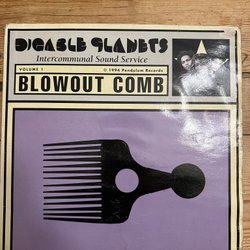 DIGABLE PLANETS
Intercommunal Sound Service
VOLUME 1 © 1994 Pendulum Records
BLOWOUT COMB